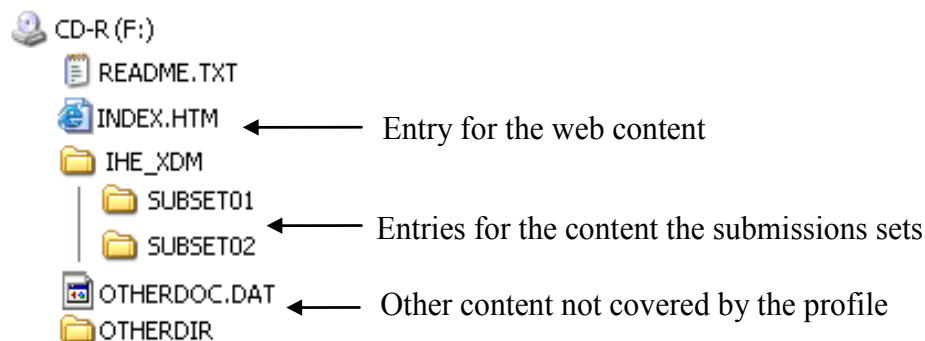 CD-R (F:)
README.TXT
INDEX.HTM Entry for the web content
IHE_XDM
SUBSET01
Entries for the content the submissions sets
SUBSET02
OTHERDOC.DAT Other content not covered by the profile
OTHERDIR